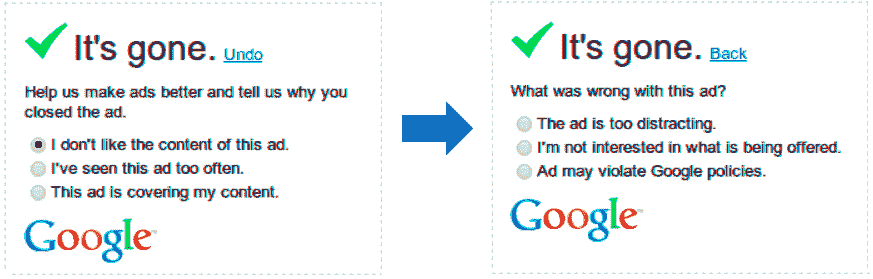 It's gone. Undo
Help us make ads better and tell us why you
closed the ad.
I don't like the content of this ad.
I've seen this ad too often.
This ad is covering my content.
Google™
It's gone. Back
What was wrong with this ad?
The ad is too distracting.
I'm not interested in what is being offered.
Ad may violate Google policies.
Google™